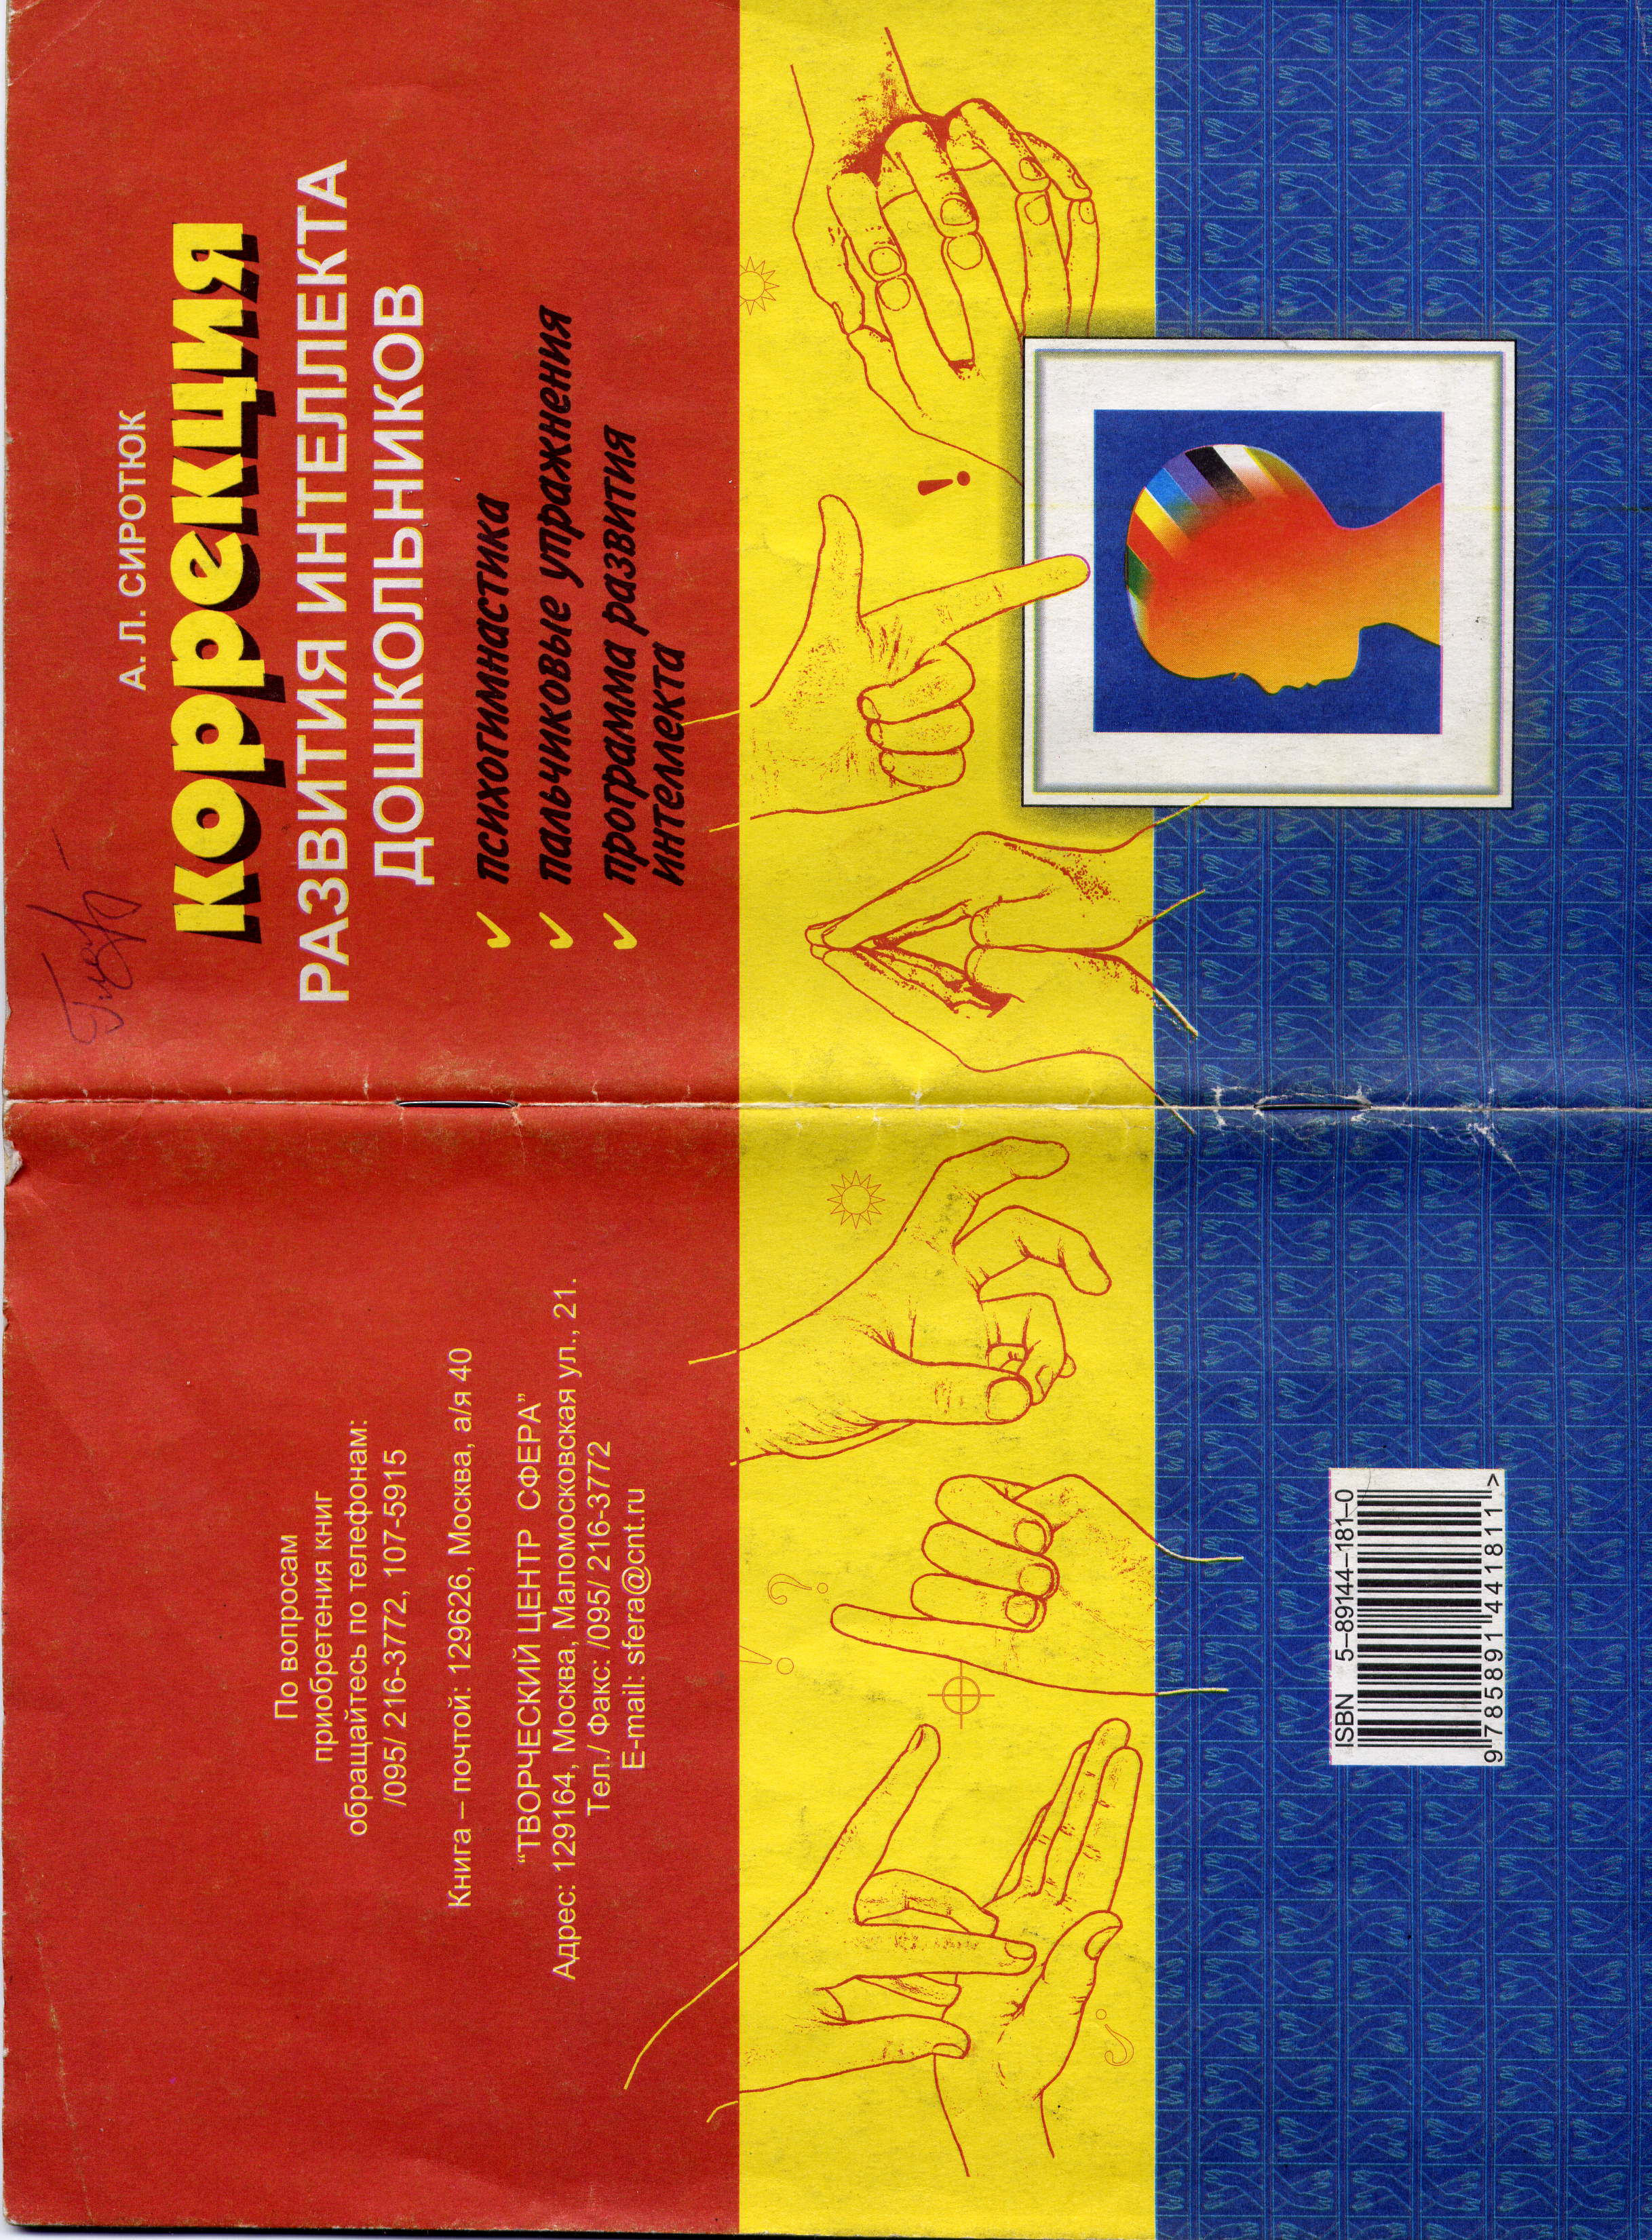 А. Л. СИРОТЮК
коррекция
РАЗВИТИЯ ИНТЕЛЛЕКТА
ДОШКОЛЬНИКОВ
психогимнастика
пальчиковые упражнения
программа развития
интеллекта
По вопросам
приобретения книг
обращайтесь по телефонам:
/095/ 216-3772, 107-5915
Книга – почтой: 129626, Москва, а/я 40
“ТВОРЧЕСКИЙ ЦЕНТР СФЕРА”
Адрес: 129164, Москва, Маломосковская ул., 21.
Тел./ Факс: /095/ 216-3772
E-mail: sfera@cnt.ru
ISBN 5–89144–181–0
9 785891 441811 >